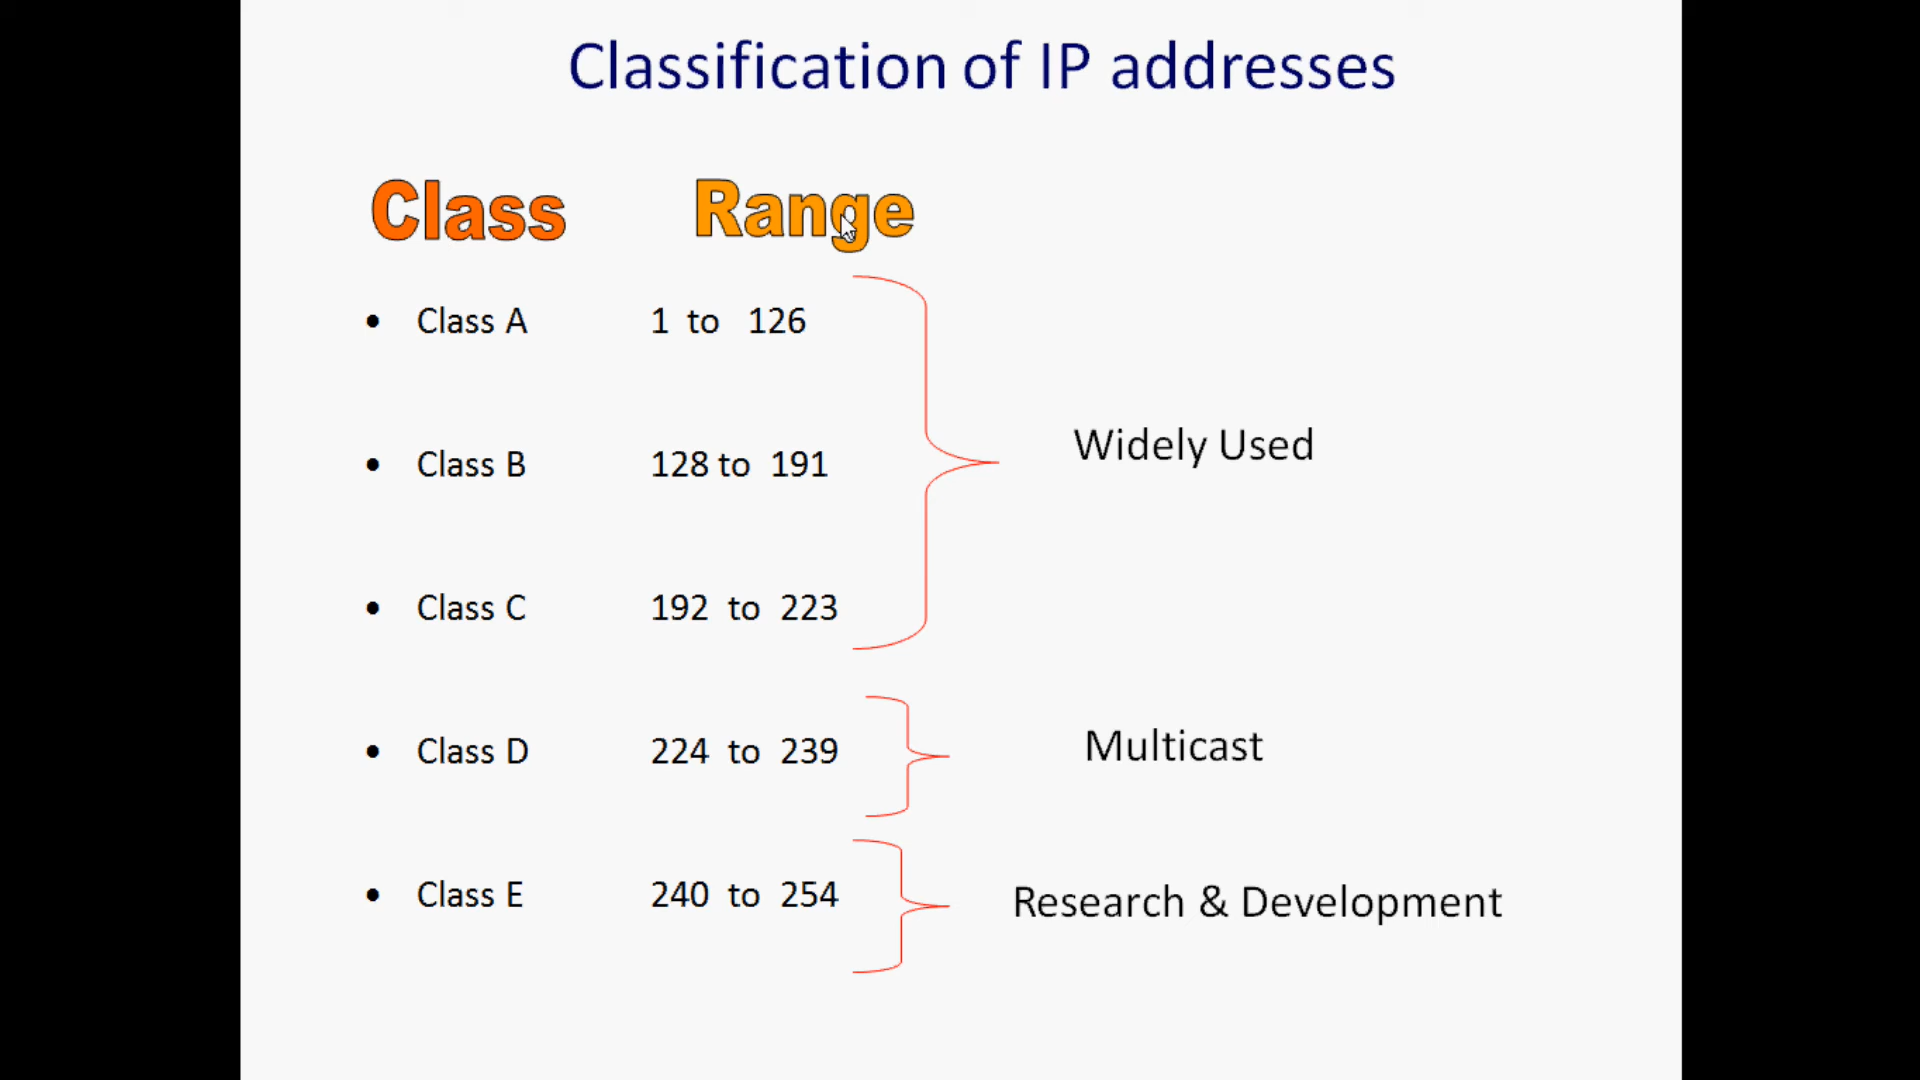 Classification of IP addresses
Class Range
• Class A 1 to 126
• Class B 128 to 191
Widely Used
• Class C 192 to 223
• Class D 224 to 239
Multicast
• Class E 240 to 254
Research & Development